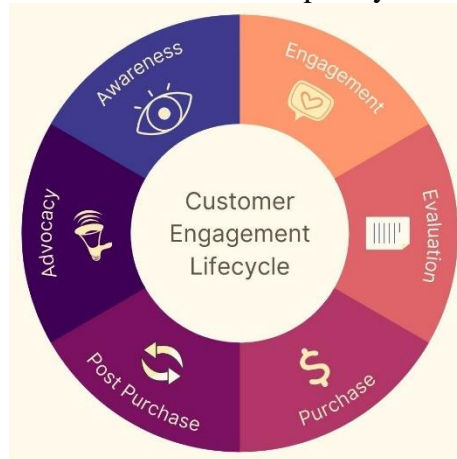 Awareness
Engagement
Evaluation
Purchase
Post Purchase
Advocacy
Customer
Engagement
Lifecycle